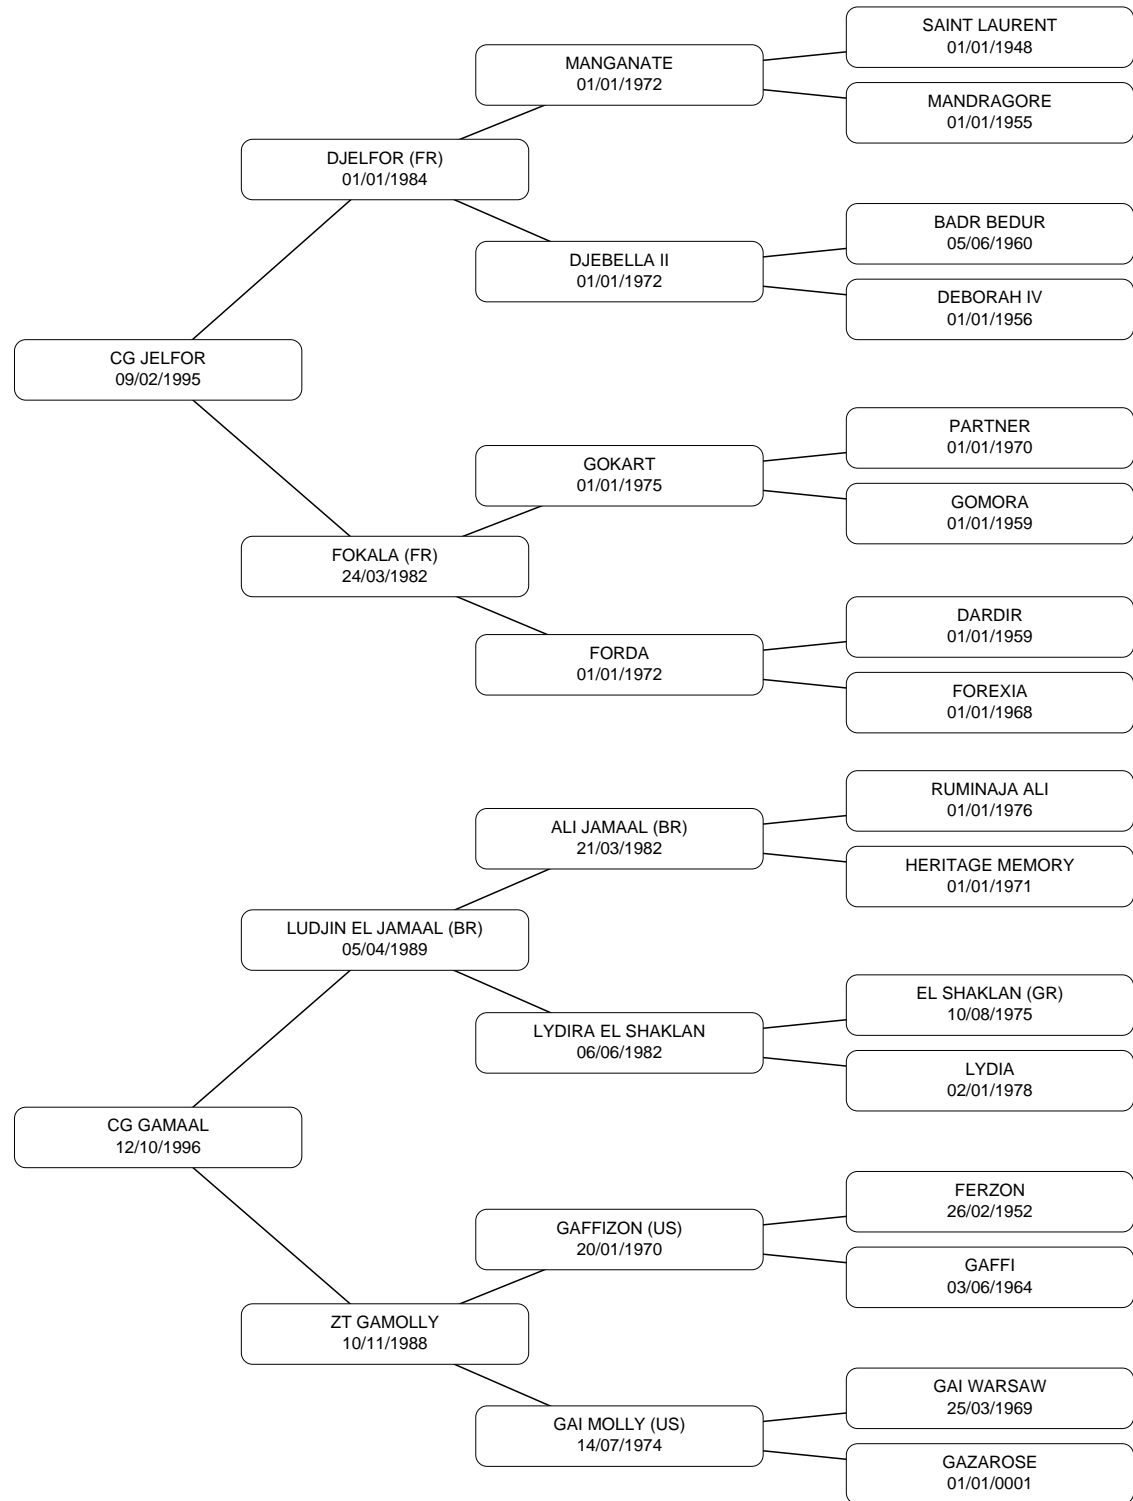 SAINT LAURENT
01/01/1948
MANGANATE
01/01/1972
MANDRAGORE
01/01/1955
DJELFOR (FR)
01/01/1984
BADR BEDUR
05/06/1960
DJEBELLA II
01/01/1972
DEBORAH IV
01/01/1956
CG JELFOR
09/02/1995
PARTNER
01/01/1970
GOKART
01/01/1975
GOMORA
01/01/1959
FOKALA (FR)
24/03/1982
DARDIR
01/01/1959
FORDA
01/01/1972
FOREXIA
01/01/1968
RUMINAJA ALI
01/01/1976
ALI JAMAAL (BR)
21/03/1982
HERITAGE MEMORY
01/01/1971
LUDJIN EL JAMAAL (BR)
05/04/1989
EL SHAKLAN (GR)
10/08/1975
LYDIRA EL SHAKLAN
06/06/1982
LYDIA
02/01/1978
CG GAMAAL
12/10/1996
FERZON
26/02/1952
GAFFIZON (US)
20/01/1970
GAFFI
03/06/1964
ZT GAMOLLY
10/11/1988
GAI WARSAW
25/03/1969
GAI MOLLY (US)
14/07/1974
GAZAROSE
01/01/0001